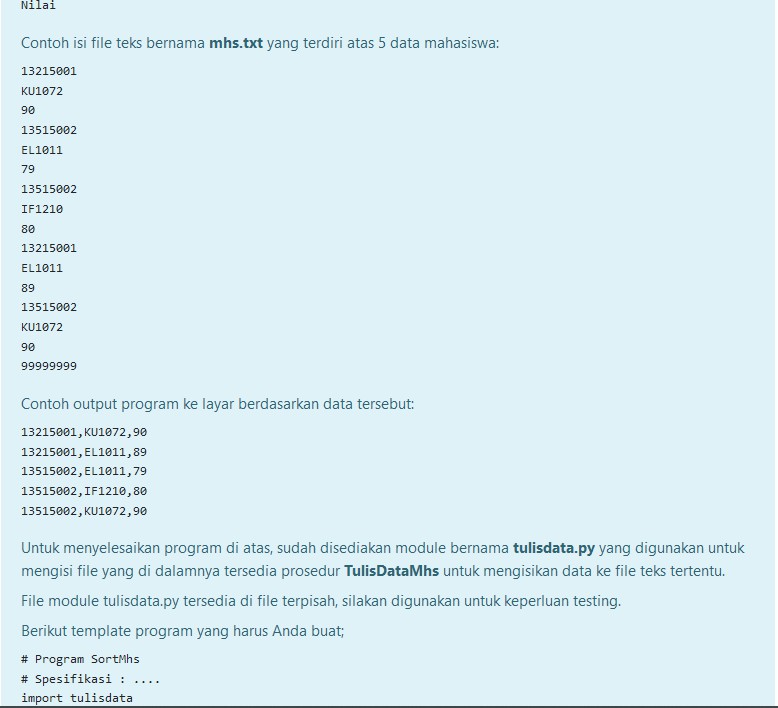 Nilai
Contoh isi file teks bernama mhs.txt yang terdiri atas 5 data mahasiswa:
13215001
KU1072
90
13515002
EL1011
79
13515002
IF1210
80
13215001
EL1011
89
13515002
KU1072
90
99999999
Contoh output program ke layar berdasarkan data tersebut:
13215001,KU1072,90
13215001,EL1011,89
13515002,EL1011,79
13515002,IF1210,80
13515002,KU1072,90
Untuk menyelesaikan program di atas, sudah disediakan module bernama tulisdata.py yang digunakan untuk
mengisi file yang di dalamnya tersedia prosedur TulisDataMhs untuk mengisikan data ke file teks tertentu.
File module tulisdata.py tersedia di file terpisah, silakan digunakan untuk keperluan testing.
Berikut template program yang harus Anda buat;
# Program SortMhs
# Spesifikasi : ....
import tulisdata